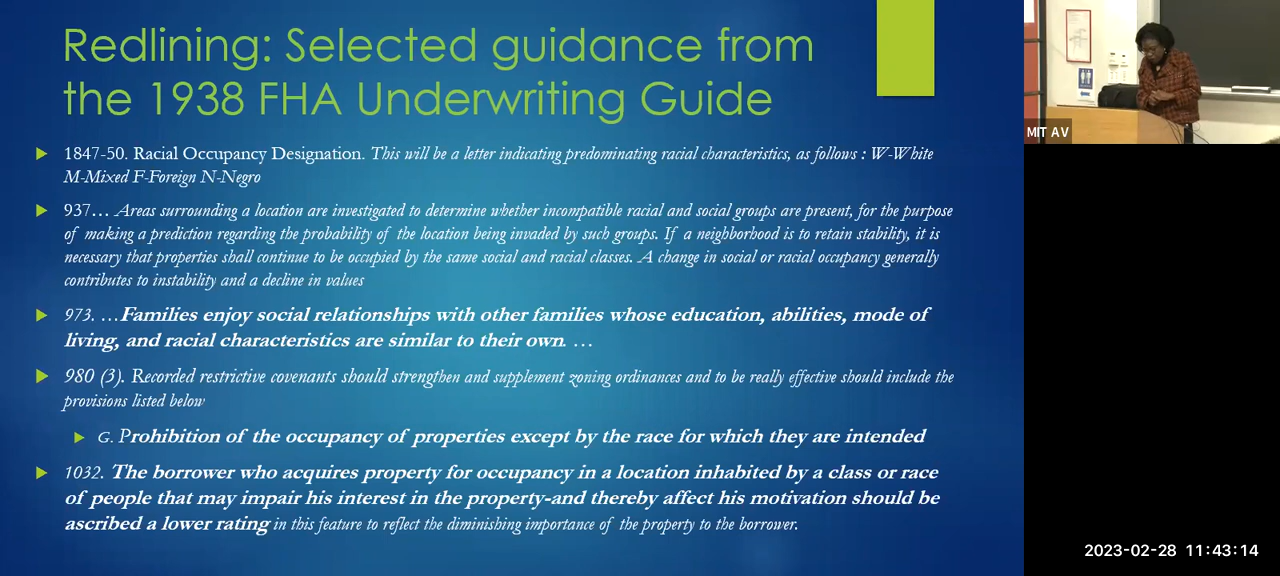 Redlining: Selected guidance from
the 1938 FHA Underwriting Guide
1847-50. Racial Occupancy Designation. This will be a letter indicating predominating racial characteristics, as follows : W-White
M-Mixed F-Foreign N-Negro
937… Areas surrounding a location are investigated to determine whether incompatible racial and social groups are present, for the purpose
of making a prediction regarding the probability of the location being invaded by such groups. If a neighborhood is to retain stability, it is
necessary that properties shall continue to be occupied by the same social and racial classes. A change in social or racial occupancy generally
contributes to instability and a decline in values
973. …Families enjoy social relationships with other families whose education, abilities, mode of
living, and racial characteristics are similar to their own. …
980 (3). Recorded restrictive covenants should strengthen and supplement zoning ordinances and to be really effective should include the
provisions listed below
G. Prohibition of the occupancy of properties except by the race for which they are intended
1032. The borrower who acquires property for occupancy in a location inhabited by a class or race
of people that may impair his interest in the property-and thereby affect his motivation should be
ascribed a lower rating in this feature to reflect the diminishing importance of the property to the borrower.
MIT AV
2023-02-28 11:43:14